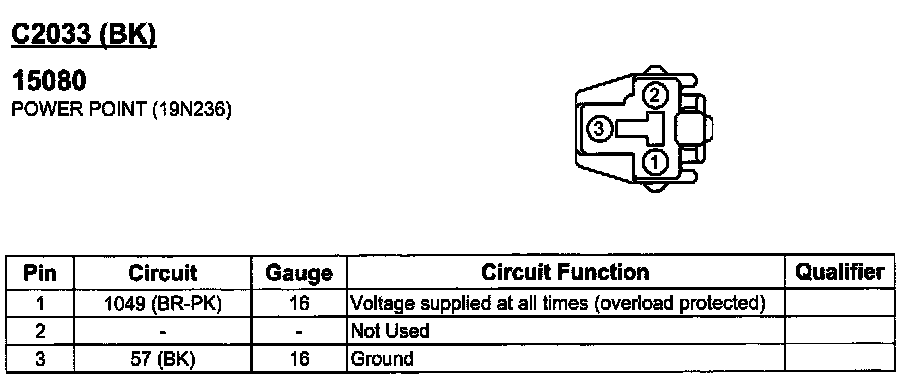 C2033 (BK)
15080
POWER POINT (19N236)
2
3
1
Pin Circuit Gauge Circuit Function Qualifier
1 1049 (BR-PK) 16 Voltage supplied at all times (overload protected)
2 - - Not Used
3 57 (BK) 16 Ground